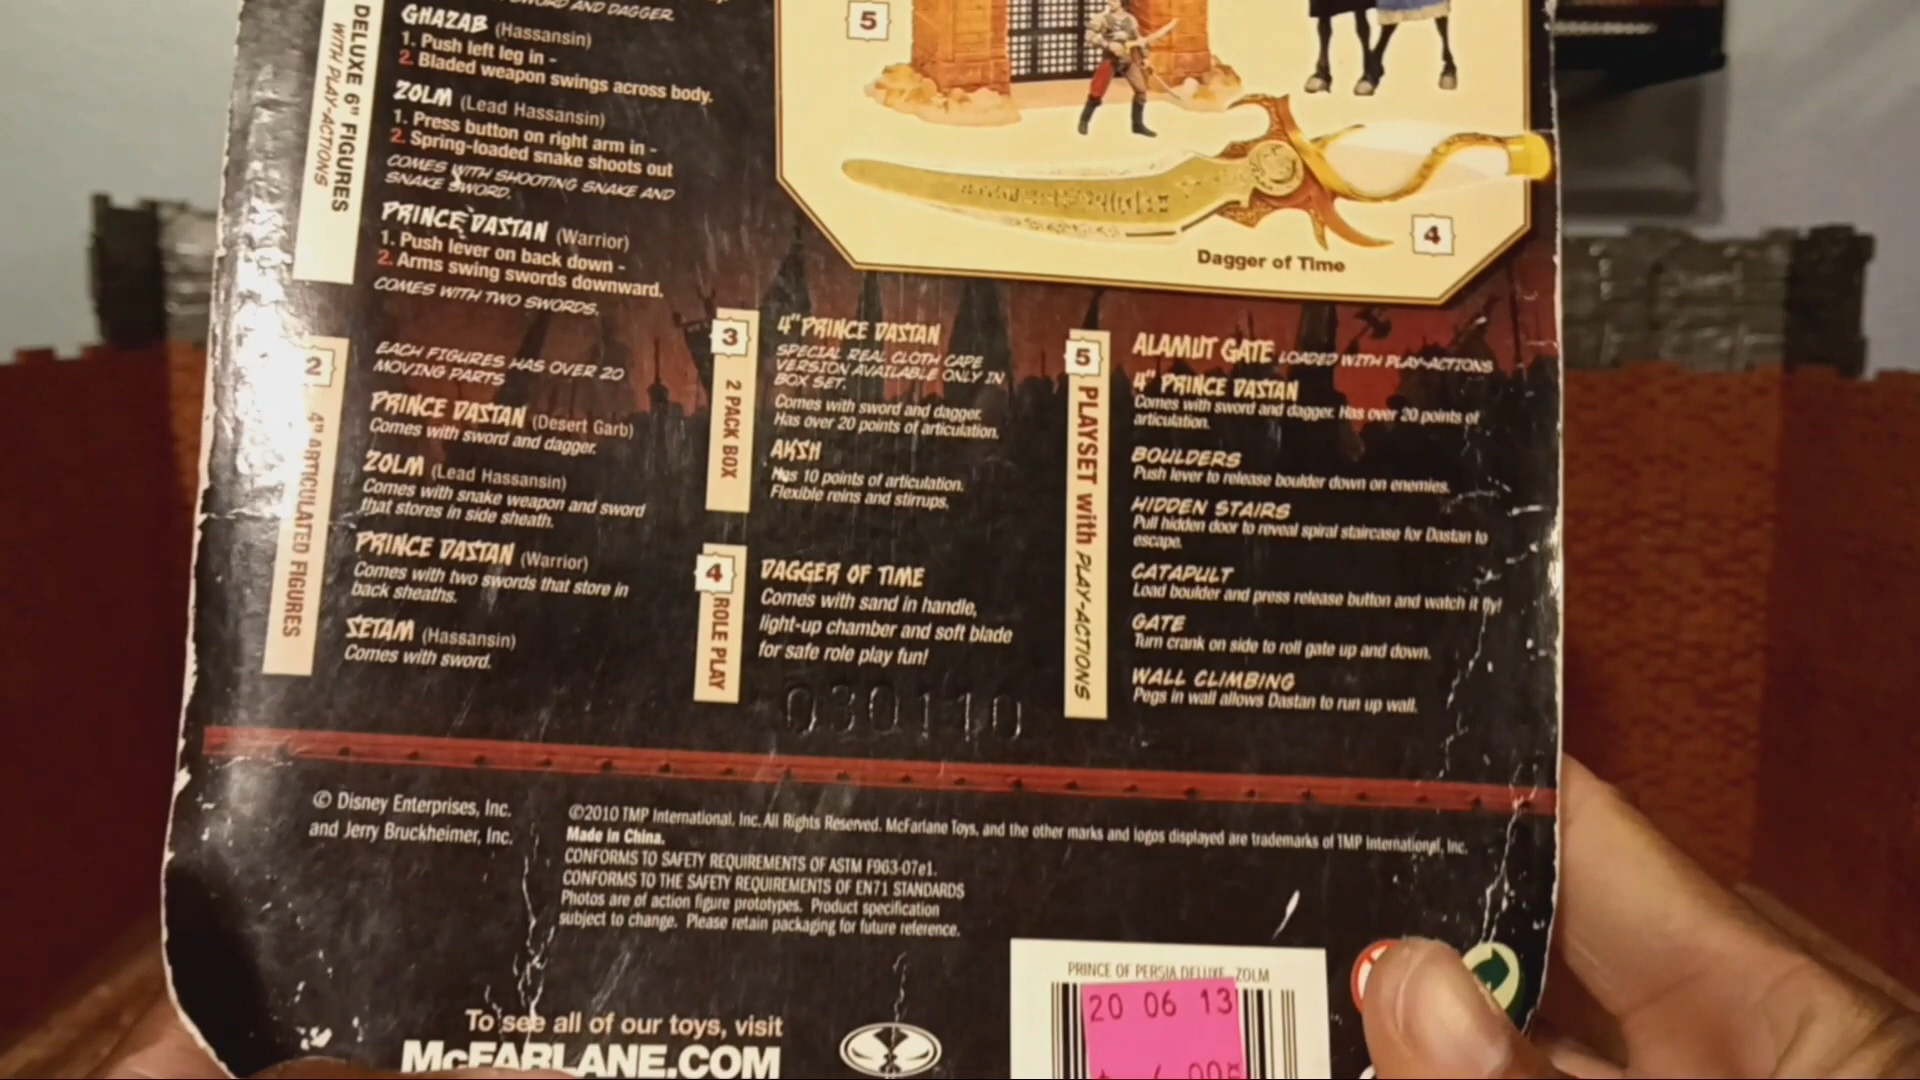 SWORD AND DAGGER.
DELUXE 6" FIGURES
WITH PLAY-ACTIONS
GHAZAB (Hassansin)
1. Push left leg in -
2. Bladed weapon swings across body.
ZOLM (Lead Hassansin)
1. Press button on right arm in -
2. Spring-loaded snake shoots out
COMES WITH SHOOTING SNAKE AND
SNAKE SWORD.
PRINCE DASTAN (Warrior)
1. Push lever on back down -
2. Arms swing swords downward.
COMES WITH TWO SWORDS.
5
4
Dagger of Time
2
4" ARTICULATED FIGURES
EACH FIGURES HAS OVER 20
MOVING PARTS
PRINCE DASTAN (Desert Garb)
Comes with sword and dagger.
ZOLM (Lead Hassansin)
Comes with snake weapon and sword
that stores in side sheath.
PRINCE DASTAN (Warrior)
Comes with two swords that store in
back sheaths.
SETAM (Hassansin)
Comes with sword.
3
2 PACK BOX
4" PRINCE DASTAN
SPECIAL REAL CLOTH CAPE
VERSION AVAILABLE ONLY IN
BOX SET.
Comes with sword and dagger.
Has over 20 points of articulation.
AKSH
Has 10 points of articulation.
Flexible reins and stirrups.
4
ROLE PLAY
DAGGER OF TIME
Comes with sand in handle,
light-up chamber and soft blade
for safe role play fun!
030110
5
PLAYSET with PLAY-ACTIONS
ALAMUT GATE LOADED WITH PLAY-ACTIONS
4" PRINCE DASTAN
Comes with sword and dagger. Has over 20 points of
articulation.
BOULDERS
Push lever to release boulder down on enemies.
HIDDEN STAIRS
Pull hidden door to reveal spiral staircase for Dastan to
escape.
CATAPULT
Load boulder and press release button and watch it fly!
GATE
Turn crank on side to roll gate up and down.
WALL CLIMBING
Pegs in wall allows Dastan to run up wall.
© Disney Enterprises, Inc.
and Jerry Bruckheimer, Inc.
©2010 TMP International, Inc. All Rights Reserved. McFarlane Toys, and the other marks and logos displayed are trademarks of TMP International, Inc.
Made in China.
CONFORMS TO SAFETY REQUIREMENTS OF ASTM F963-07e1.
CONFORMS TO THE SAFETY REQUIREMENTS OF EN71 STANDARDS
Photos are of action figure prototypes. Product specification
subject to change. Please retain packaging for future reference.
To see all of our toys, visit
McFARLANE.COM
PRINCE OF PERSIA DELUXE ZOLM
20 06 13